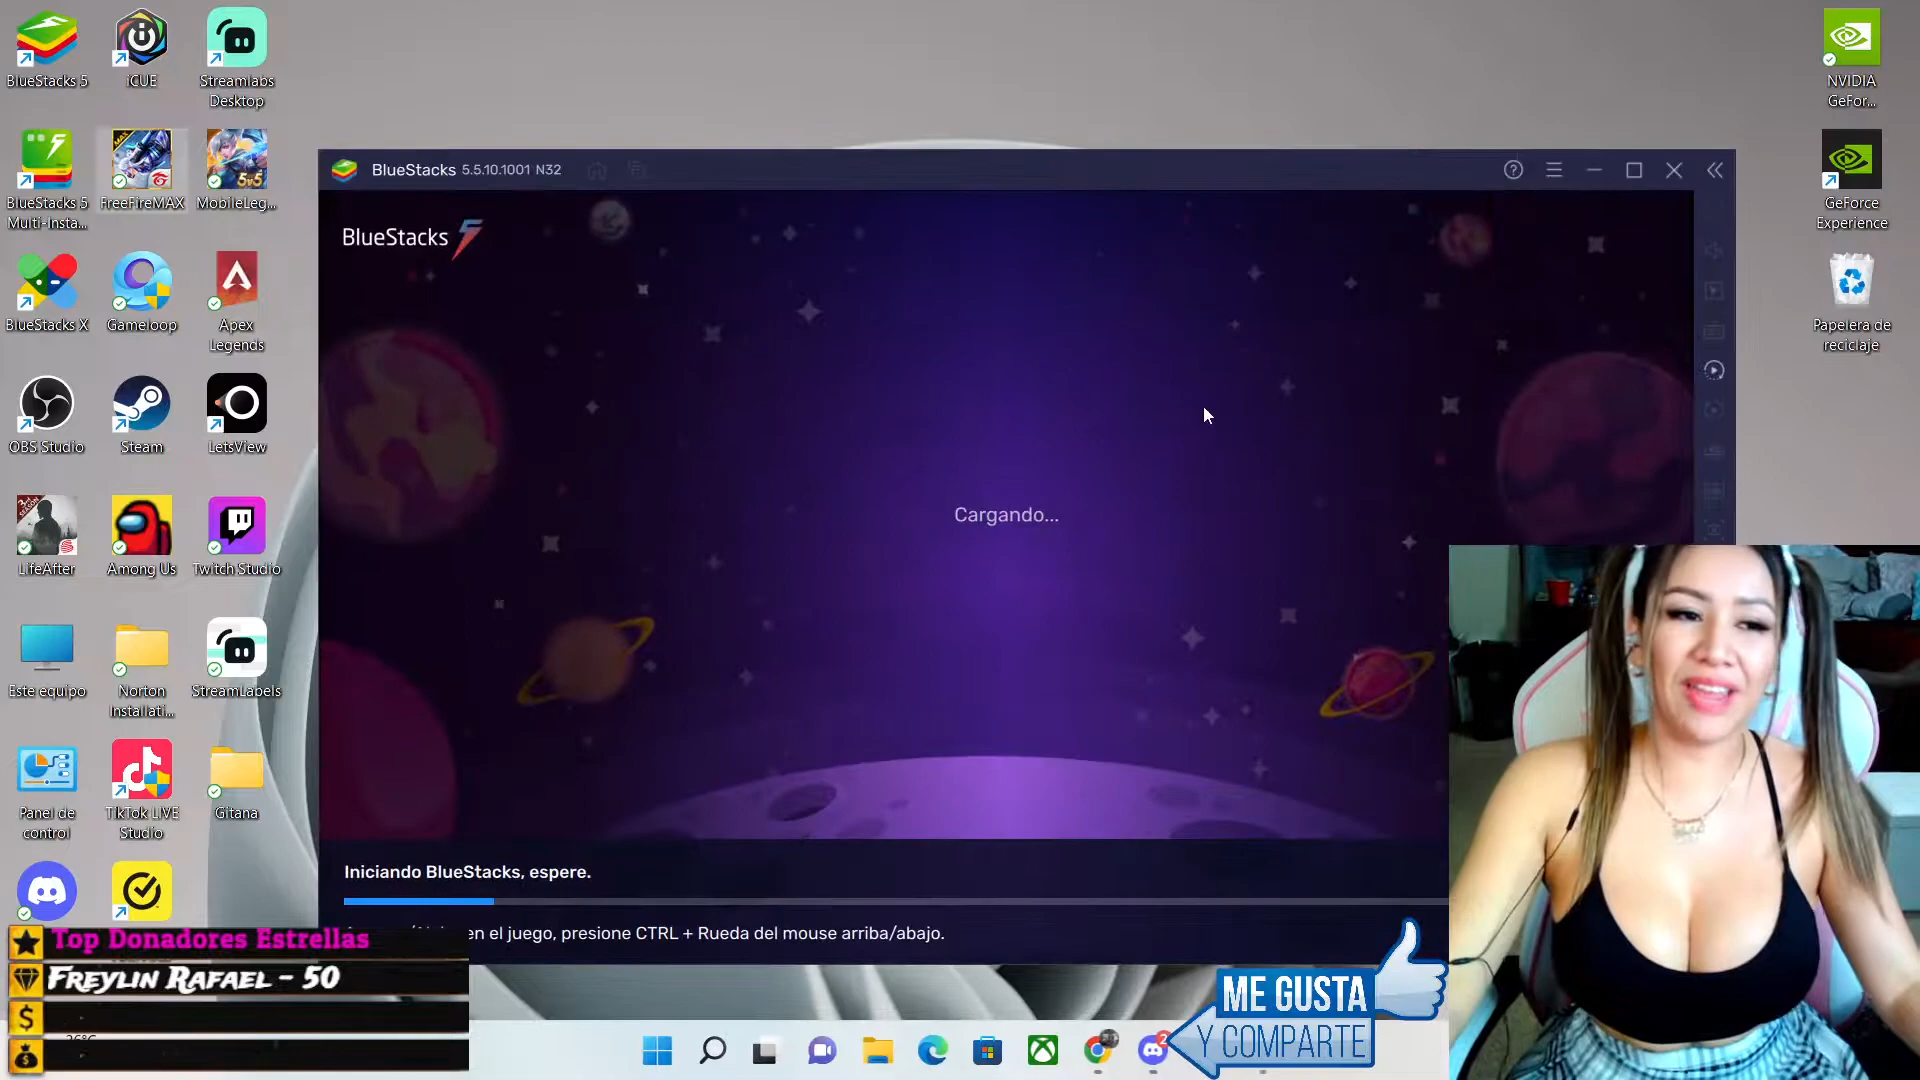 BlueStacks 5
iCUE
Streamlabs
Desktop
NVIDIA
GeFor...
BlueStacks 5
Multi-Insta...
FreeFireMAX
MobileLeg...
GeForce
Experience
BlueStacks 5.5.10.1001 N32
BlueStacks
BlueStacks X
Gameloop
Apex
Legends
Papelera de
reciclaje
OBS Studio
Steam
LetsView
Cargando...
LifeAfter
Among Us
Twitch Studio
Este equipo
Norton
Installati...
StreamLabels
Panel de
control
TikTok LIVE
Studio
Gitana
Iniciando BlueStacks, espere.
en el juego, presione CTRL + Rueda del mouse arriba/abajo.
Top Donadores Estrellas
Freylin Rafael - 50
ME GUSTA
Y COMPARTE
2